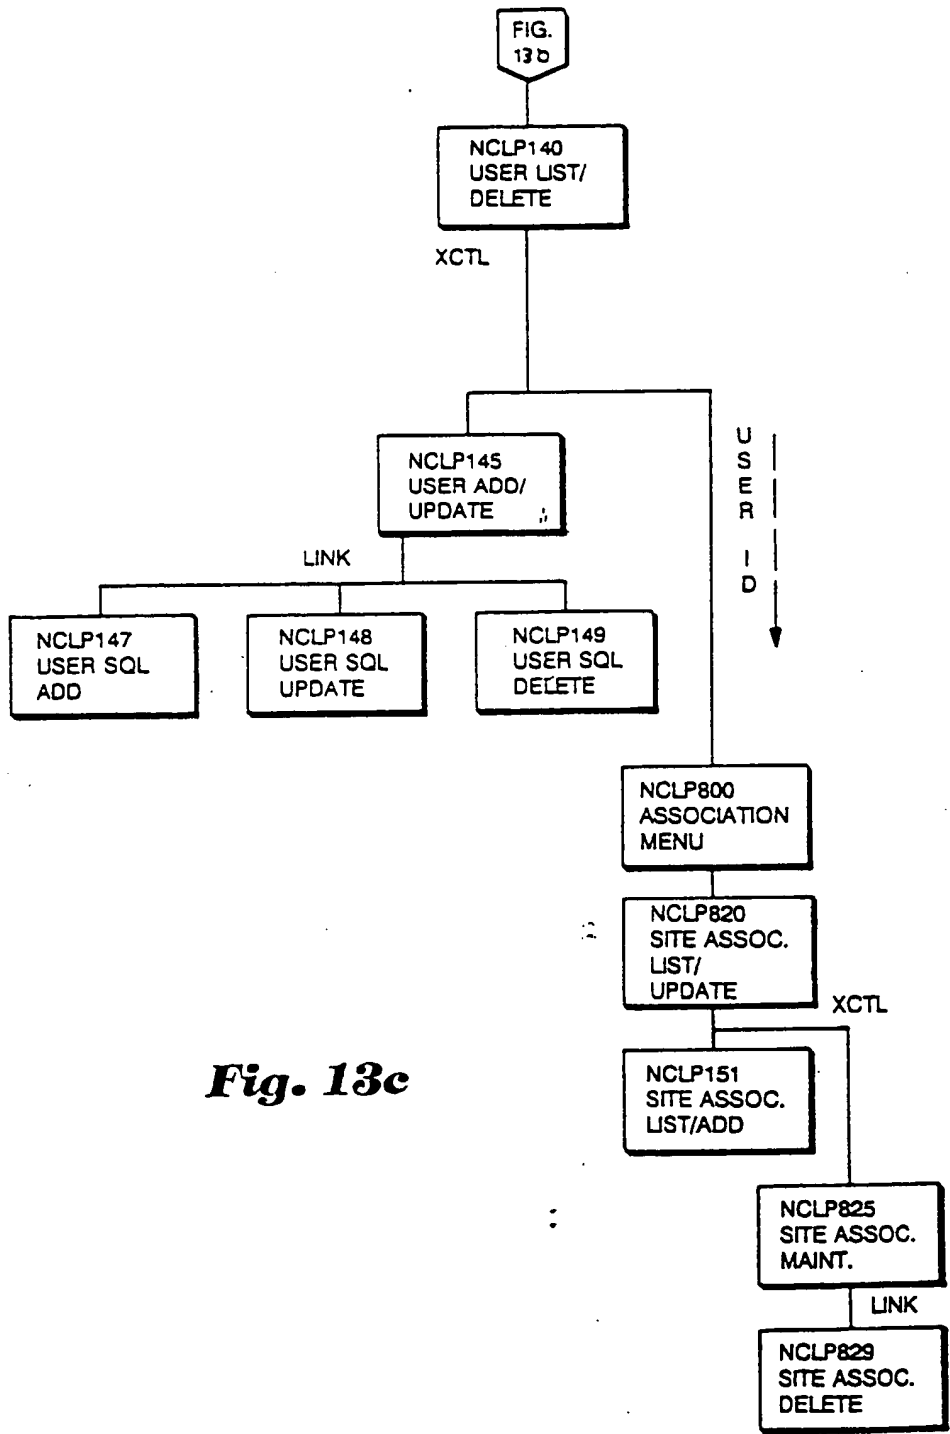 FIG.
13b
NCLP140
USER LIST/
DELETE
XCTL
NCLP145
USER ADD/
UPDATE
USER ID
LINK
NCLP147
USER SQL
ADD
NCLP148
USER SQL
UPDATE
NCLP149
USER SQL
DELETE
NCLP800
ASSOCIATION
MENU
NCLP820
SITE ASSOC.
LIST/
UPDATE
XCTL
NCLP151
SITE ASSOC.
LIST/ADD
Fig. 13c
NCLP825
SITE ASSOC.
MAINT.
LINK
NCLP829
SITE ASSOC.
DELETE